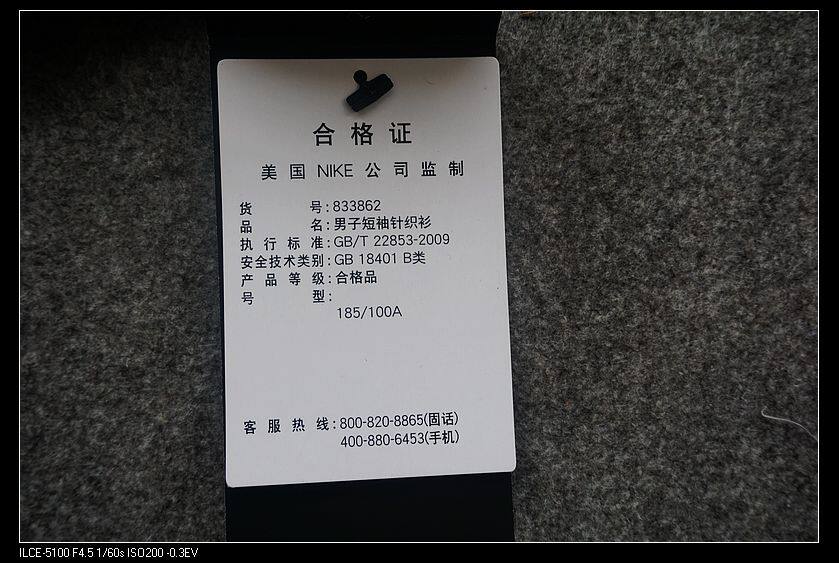 合格证
美国 NIKE 公司监制
货号:833862
品名:男子短袖针织衫
执行标准:GB/T 22853-2009
安全技术类别:GB 18401 B类
产品等级:合格品
号型:
185/100A
客服热线:800-820-8865(固话)
400-880-6453(手机)
ILCE-5100 F4.5 1/60s ISO200 -0.3EV